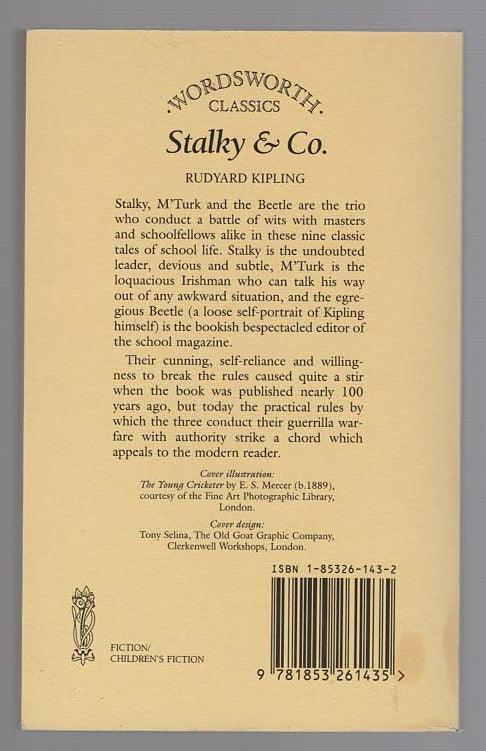 ·WORDSWORTH·
CLASSICS
Stalky & Co.
RUDYARD KIPLING
Stalky, M'Turk and the Beetle are the trio
who conduct a battle of wits with masters
and schoolfellows alike in these nine classic
tales of school life. Stalky is the undoubted
leader, devious and subtle, M'Turk is the
loquacious Irishman who can talk his way
out of any awkward situation, and the egre-
gious Beetle (a loose self-portrait of Kipling
himself) is the bookish bespectacled editor of
the school magazine.
Their cunning, self-reliance and willing-
ness to break the rules caused quite a stir
when the book was published nearly 100
years ago, but today the practical rules by
which the three conduct their guerrilla war-
fare with authority strike a chord which
appeals to the modern reader.
Cover illustration:
The Young Cricketer by E. S. Mercer (b.1889),
courtesy of the Fine Art Photographic Library,
London.
Cover design:
Tony Selina, The Old Goat Graphic Company,
Clerkenwell Workshops, London.
ISBN 1-85326-143-2
FICTION/
CHILDREN'S FICTION
9 781853 261435 >